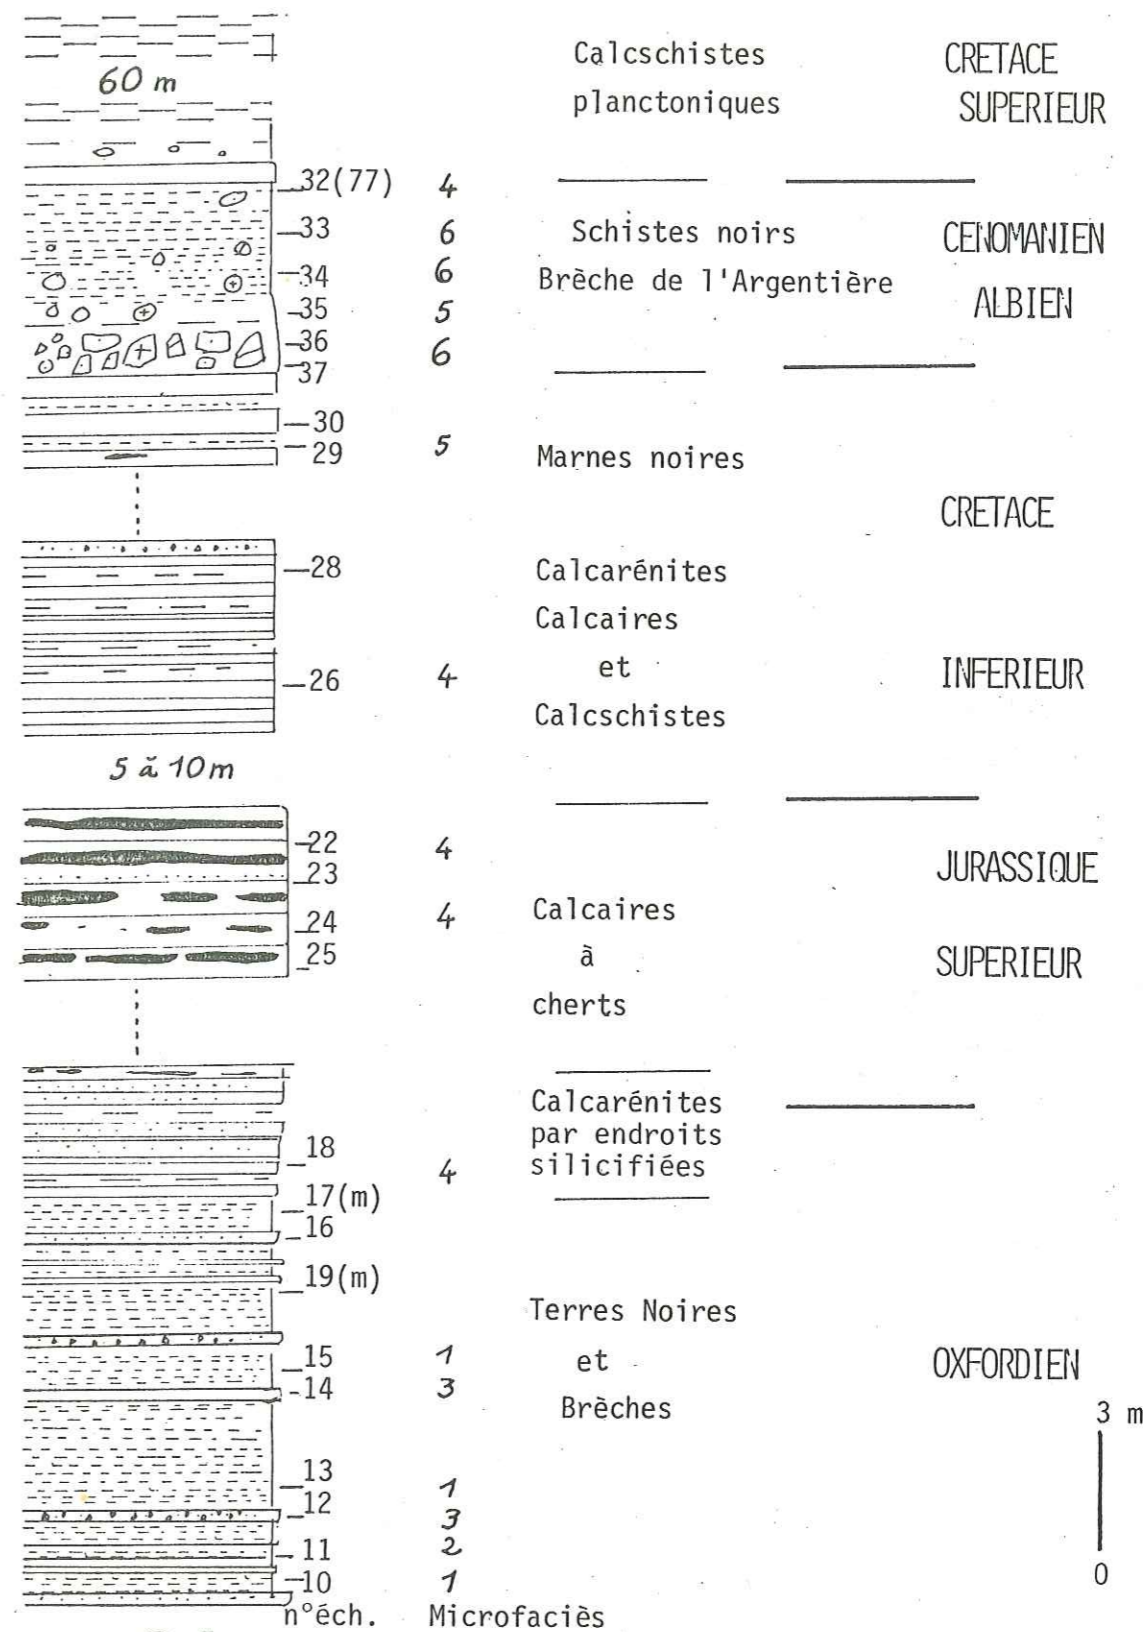 Calcschistes CRETACE
60 m
planctoniques SUPERIEUR
32(77) 4
33 6 Schistes noirs CENOMANIEN
34 6 Brèche de l'Argentière
35 5 ALBIEN
36 6
37
30
29 5 Marnes noires
CRETACE
28 Calcarénites
Calcaires
26 4 et INFERIEUR
Calcschistes
5 à 10 m
22 4 JURASSIQUE
23
24 4 Calcaires
25 à SUPERIEUR
cherts
Calcarénites
par endroits
18 silicifiées
4
17(m)
16
19(m)
Terres Noires
15 1 et OXFORDIEN
14 3
Brèches 3 m
13 1
12 3
11 2
10 1 0
n°éch. Microfaciès